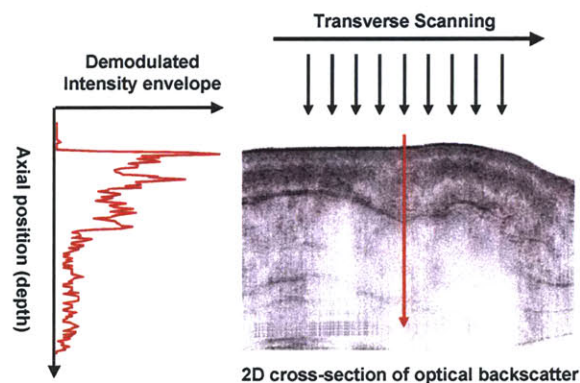 Transverse Scanning
Demodulated
Intensity envelope
Axial position (depth)
2D cross-section of optical backscatter